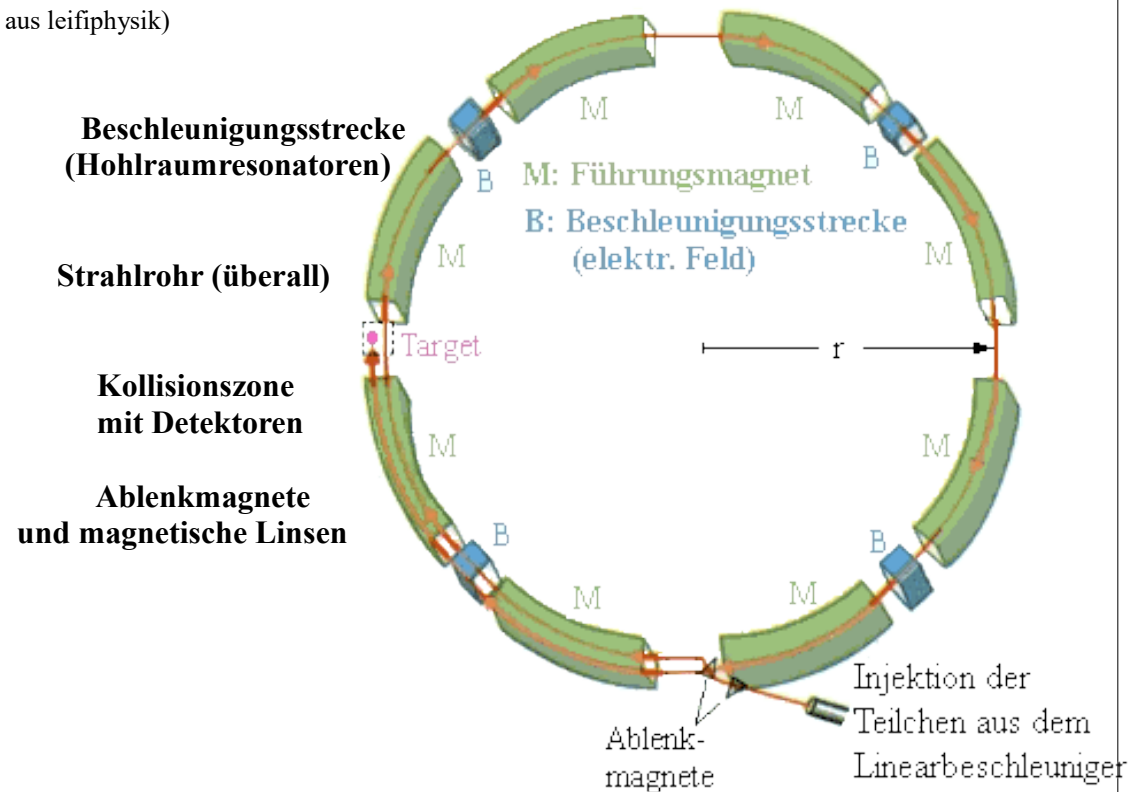 aus leifiphysik)
M
M
Beschleunigungsstrecke
(Hohlraumresonatoren)
B
B
M: Führungsmagnet
B: Beschleunigungsstrecke
(elektr. Feld)
M
M
Strahlrohr (überall)
Target
r
Kollisionszone
mit Detektoren
M
M
Ablenkmagnete
und magnetische Linsen
B
B
M
M
Injektion der
Teilchen aus dem
Linearbeschleuniger
Ablenk-
magnete